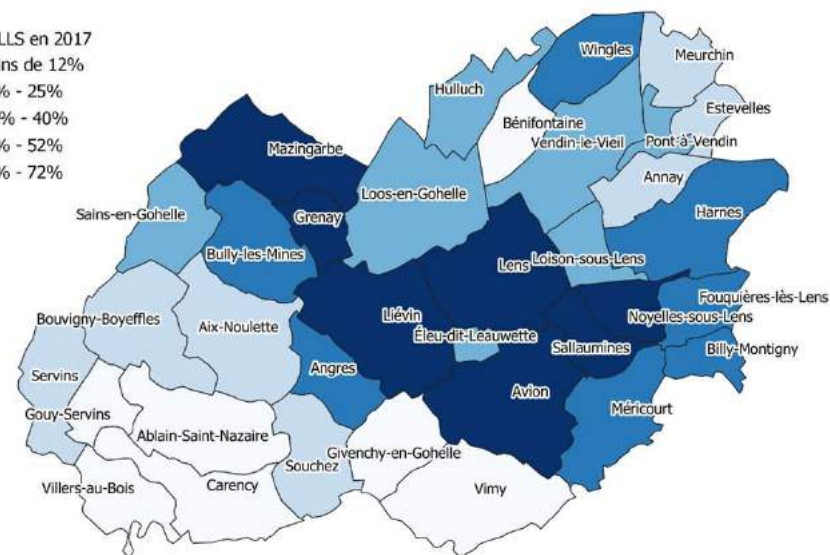 LLS en 2017
ns de 12%
% - 25%
% - 40%
% - 52%
% - 72%
Wingles
Meurchin
Hulluch
Estevelles
Bénifontaine
Vendin-le-Vieil
Pont-à-Vendin
Mazingarbe
Annay
Loos-en-Gohelle
Sains-en-Gohelle
Grenay
Harnes
Bully-les-Mines
Lens
Loison-sous-Lens
Fouquières-lès-Lens
Liévin
Noyelles-sous-Lens
Bouvigny-Boyeffles
Aix-Noulette
Éleu-dit-Leauwette
Sallaumines
Billy-Montigny
Servins
Angres
Avion
Méricourt
Gouy-Servins
Ablain-Saint-Nazaire
Givenchy-en-Gohelle
Souchez
Villers-au-Bois
Carency
Vimy